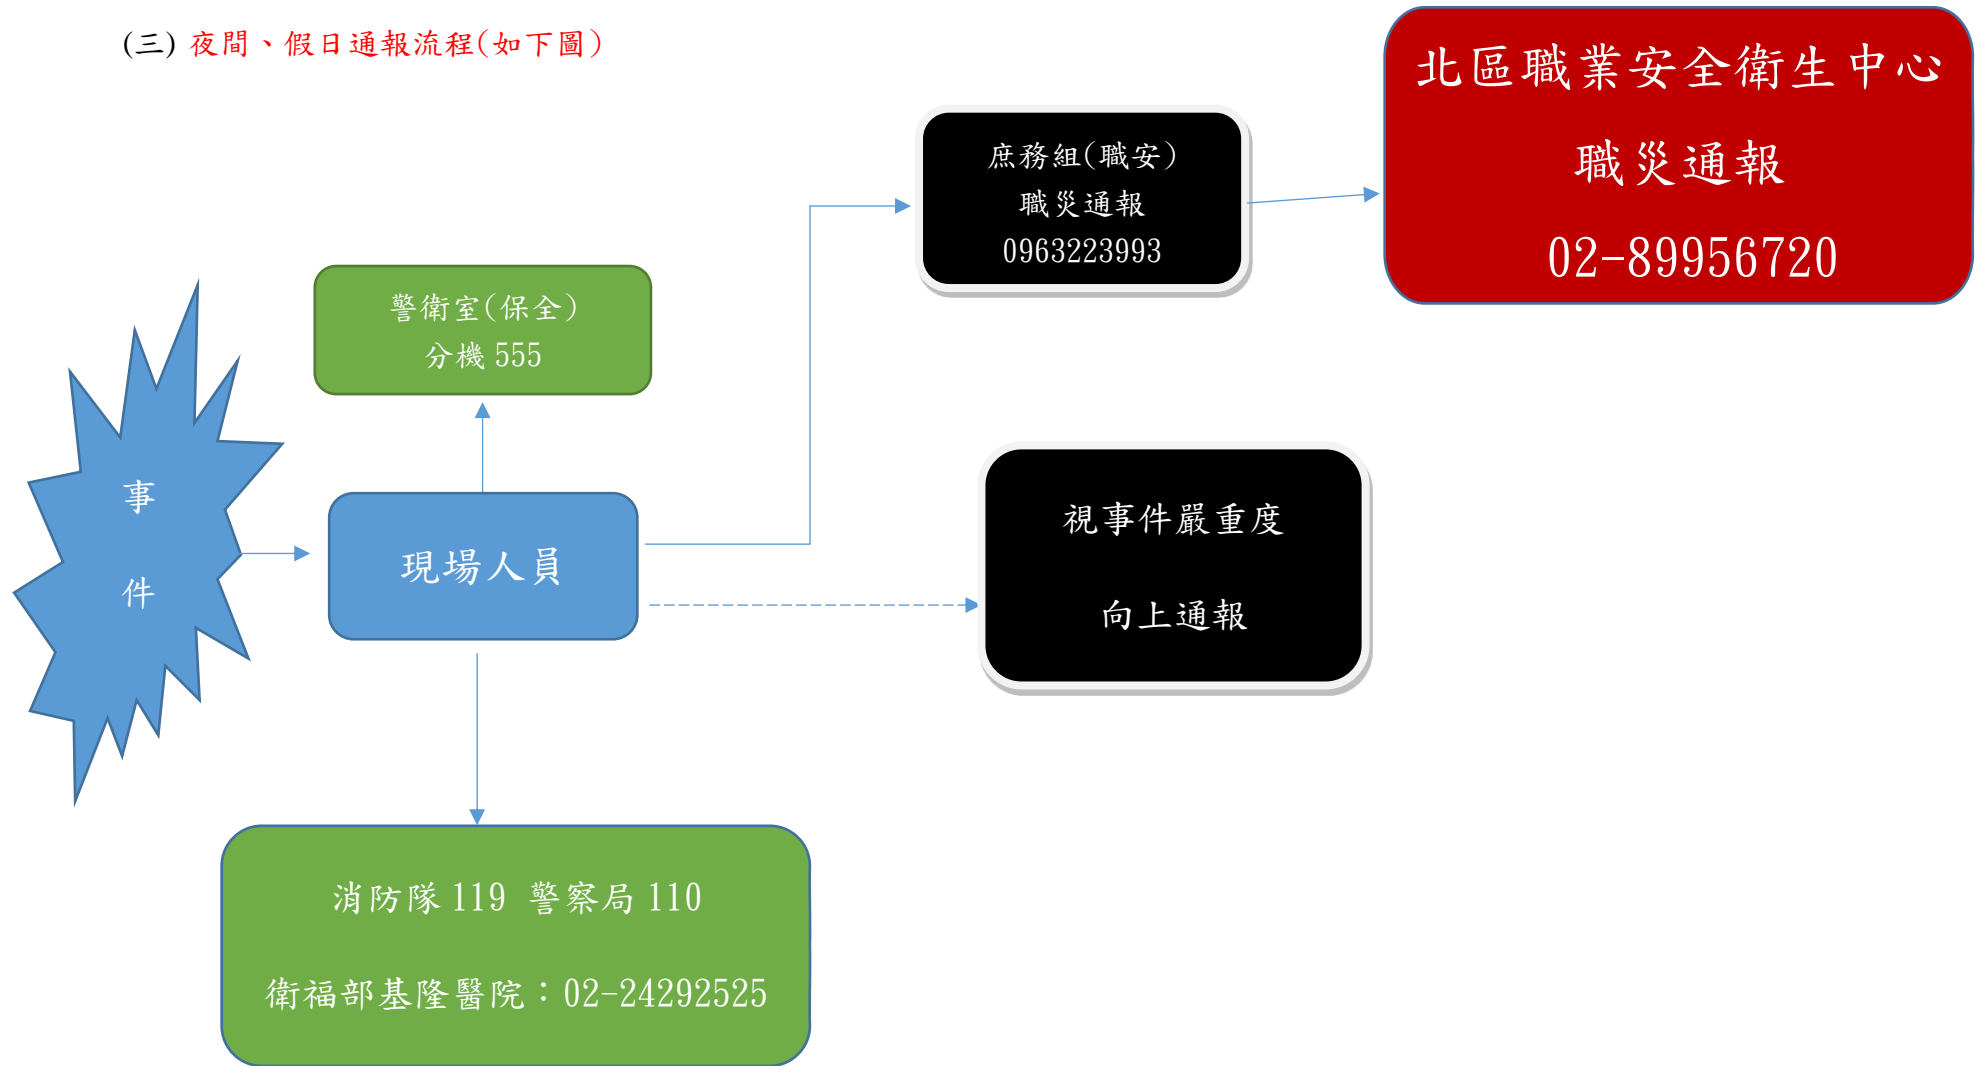 (三) 夜間、假日通報流程(如下圖)
北區職業安全衛生中心
職災通報
02-89956720
庶務組(職安)
職災通報
0963223993
警衛室(保全)
分機 555
事
件
現場人員
視事件嚴重度
向上通報
消防隊 119 警察局 110
衛福部基隆醫院：02-24292525